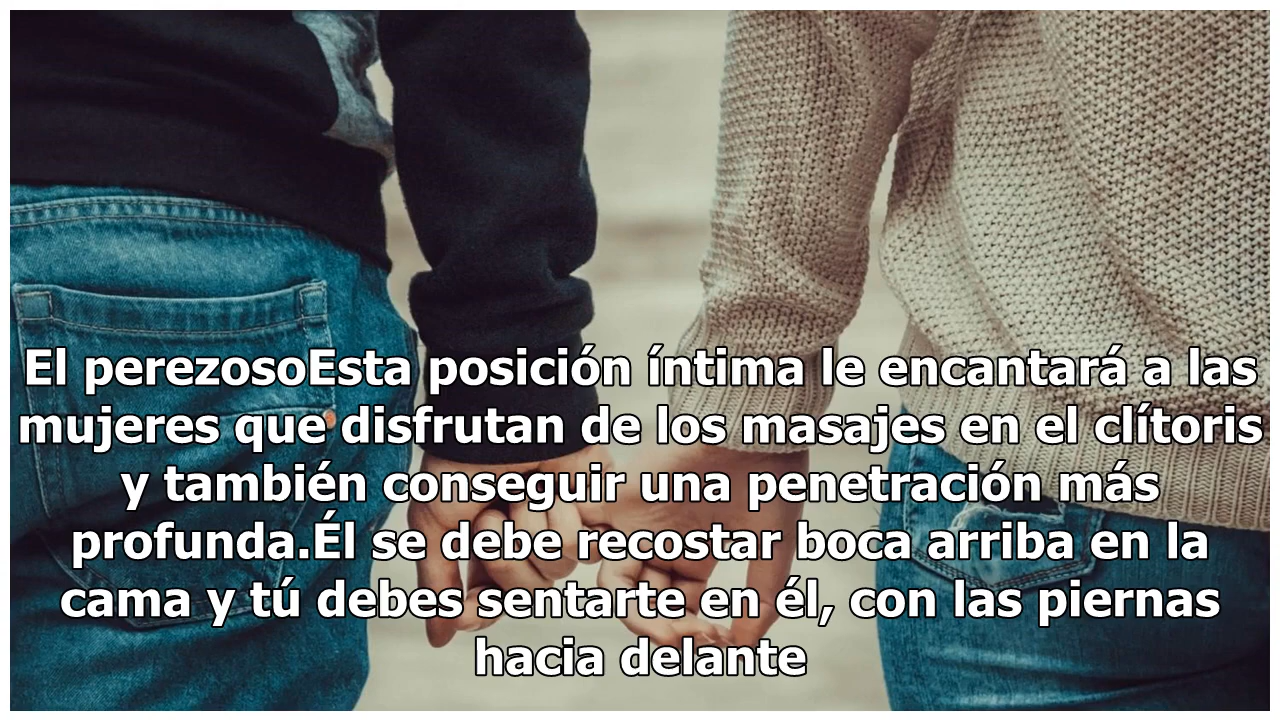 El perezosoEsta posición íntima le encantará a las
mujeres que disfrutan de los masajes en el clítoris
y también conseguir una penetración más
profunda.Él se debe recostar boca arriba en la
cama y tú debes sentarte en él, con las piernas
hacia delante